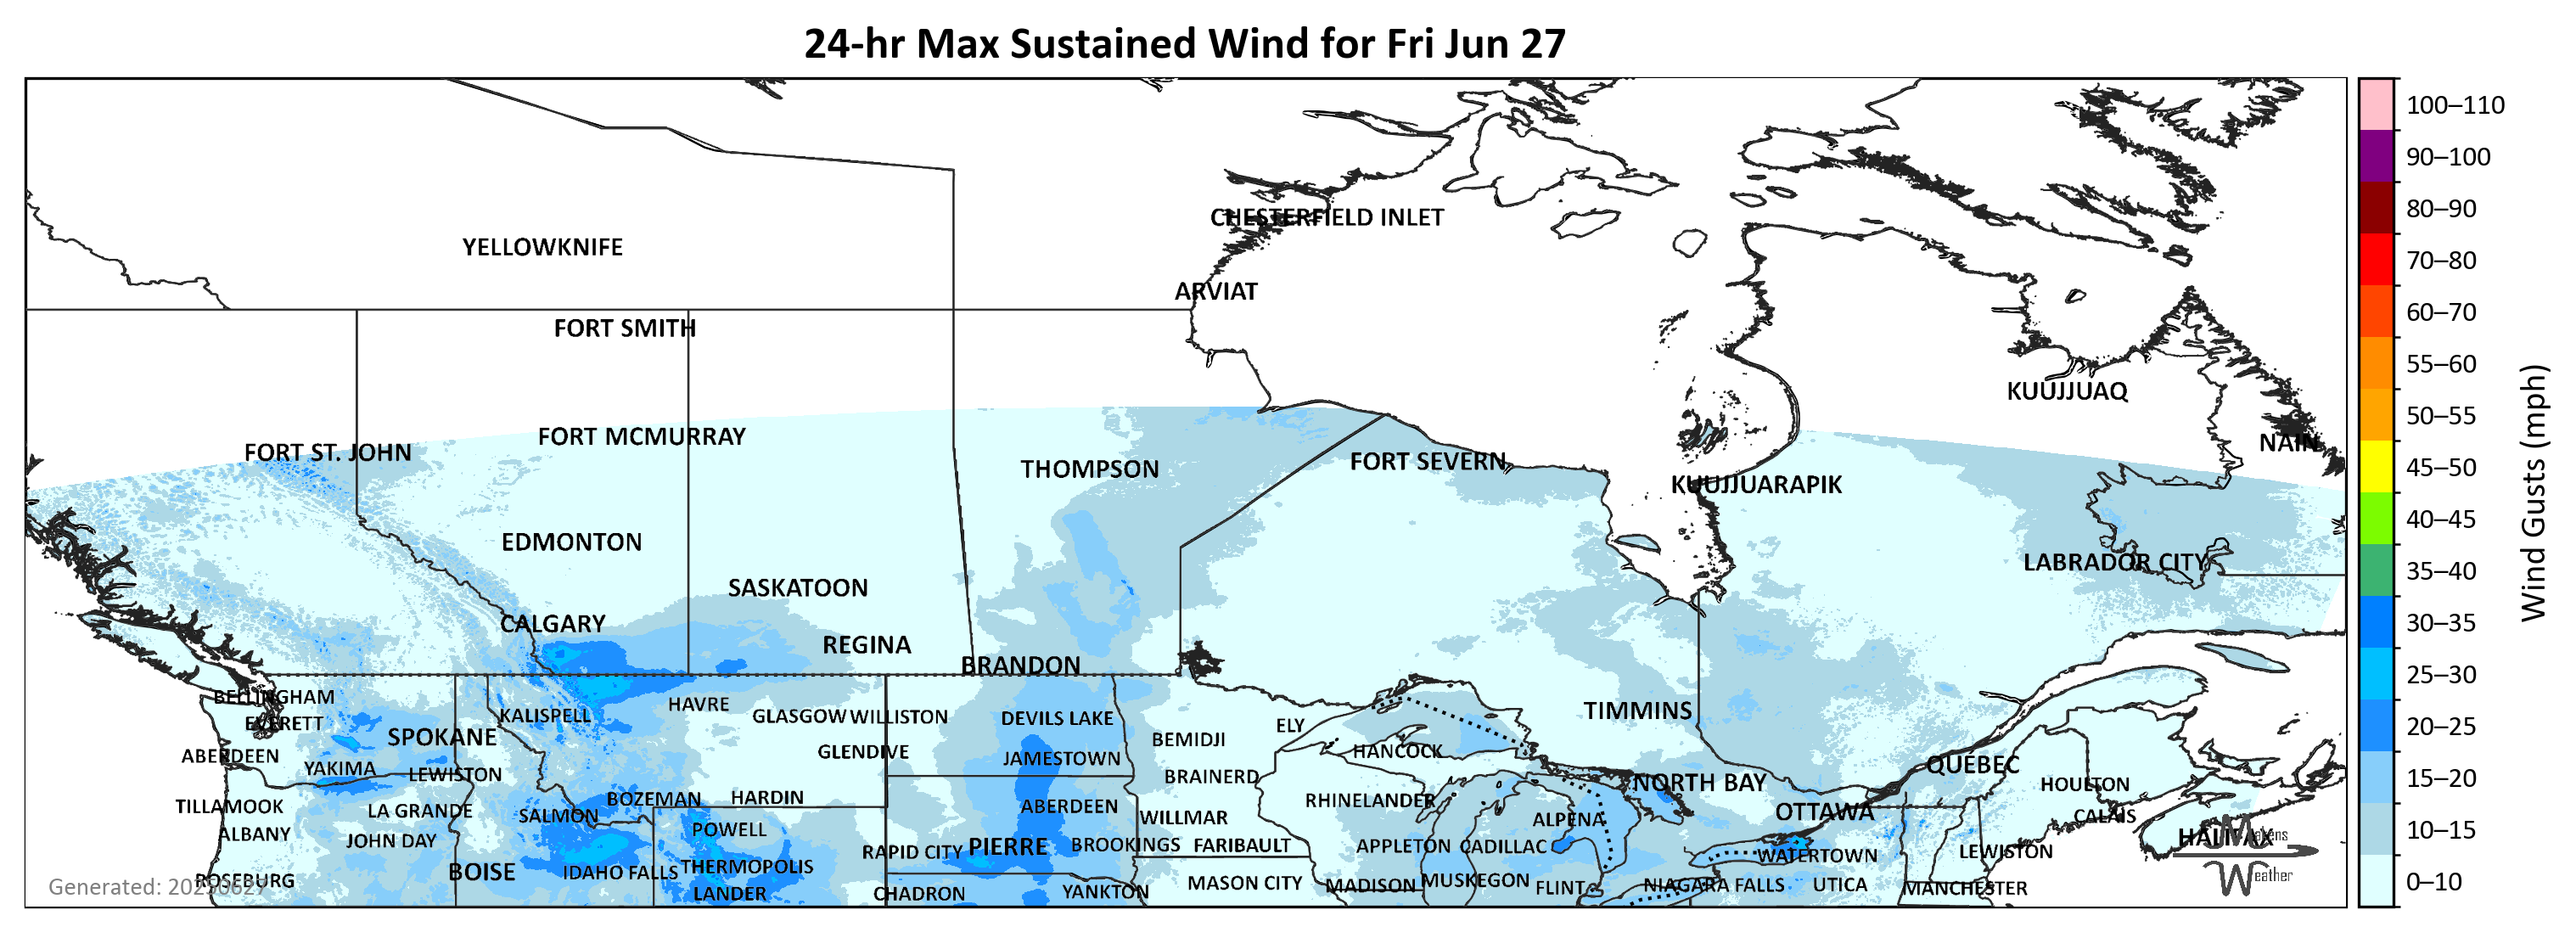 24-hr Max Sustained Wind for Fri Jun 27
100–110
90–100
80–90
CHESTERFIELD INLET
YELLOWKNIFE
70–80
ARVIAT
60–70
FORT SMITH
55–60
KUUJJUAQ
50–55
FORT MCMURRAY
NAIN
FORT ST. JOHN
THOMPSON
FORT SEVERN
45–50
KUUJJUARAPIK
40–45
EDMONTON
LABRADOR CITY
35–40
SASKATOON
CALGARY
30–35
REGINA
BRANDON
25–30
Wind Gusts (mph)
BELLINGHAM
HAVRE
TIMMINS
KALISPELL
GLASGOW
WILLISTON
DEVILS LAKE
EVERETT
ELY
20–25
SPOKANE
BEMIDJI
ABERDEEN
GLENDIVE
JAMESTOWN
HANCOCK
QUÉBEC
YAKIMA
LEWISTON
BRAINERD
NORTH BAY
HOULTON
15–20
TILLAMOOK
LA GRANDE
SALMON
BOZEMAN
HARDIN
ABERDEEN
RHINELANDER
OTTAWA
CALAIS
WILLMAR
ALPENA
ALBANY
JOHN DAY
POWELL
HALIFAX
10–15
Makens
Weather
RAPID CITY
PIERRE
BROOKINGS
FARIBAULT
APPLETON
CADILLAC
WATERTOWN
LEWISTON
BOISE
IDAHO FALLS
THERMOPOLIS
Generated: 20250627
ROSEBURG
LANDER
CHADRON
YANKTON
MASON CITY
MADISON
MUSKEGON
FLINT
NIAGARA FALLS
UTICA
MANCHESTER
0–10